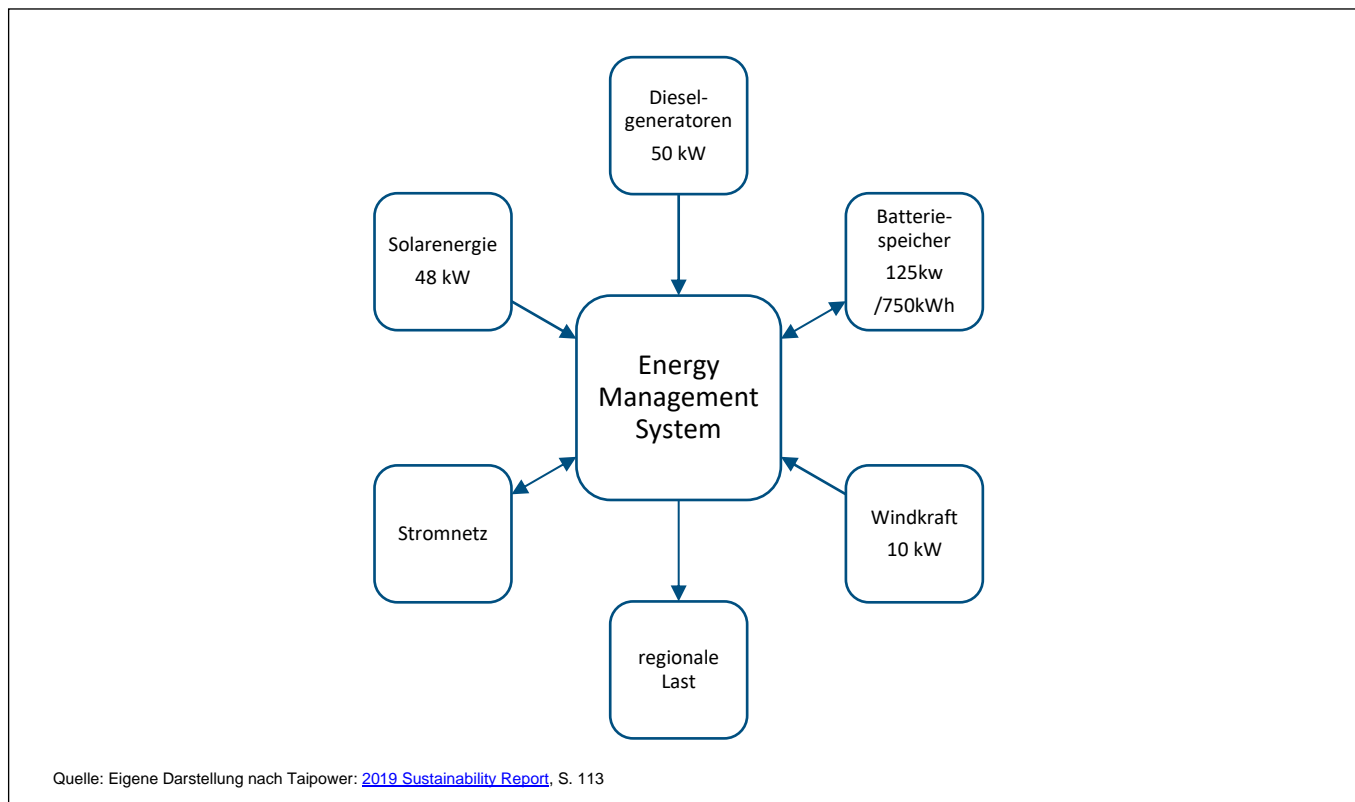 Diesel-
generatoren
50 kW
Solarenergie
48 kW
Batterie-
speicher
125kw
/750kWh
Energy
Management
System
Stromnetz
Windkraft
10 kW
regionale
Last
Quelle: Eigene Darstellung nach Taipower: 2019 Sustainability Report, S. 113